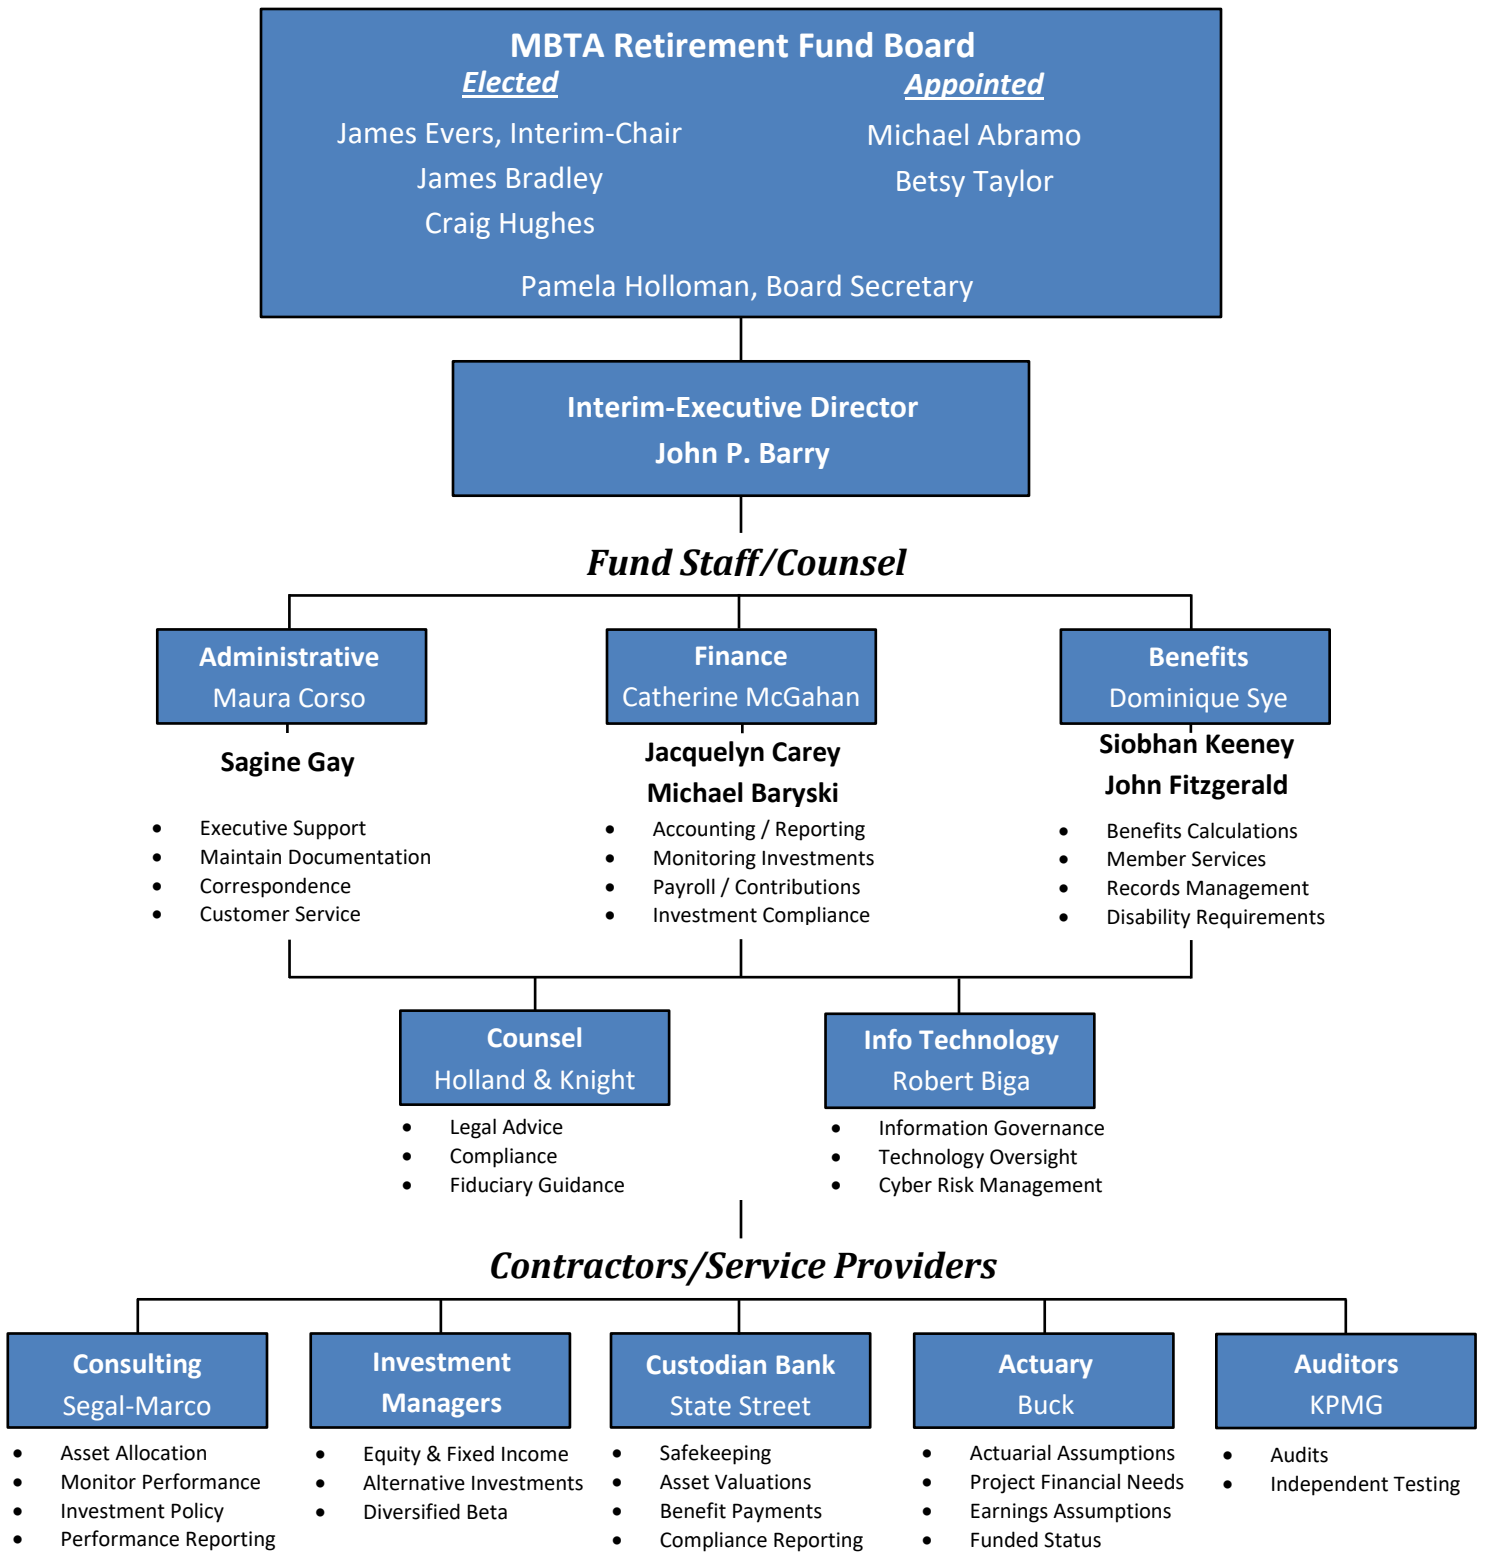 MBTA Retirement Fund Board
Elected
James Evers, Interim-Chair
James Bradley
Craig Hughes
Appointed
Michael Abramo
Betsy Taylor
Pamela Holloman, Board Secretary
Interim-Executive Director
John P. Barry
Fund Staff/Counsel
Administrative
Maura Corso
Sagine Gay
• Executive Support
• Maintain Documentation
• Correspondence
• Customer Service
Finance
Catherine McGahan
Jacquelyn Carey
Michael Baryski
• Accounting / Reporting
• Monitoring Investments
• Payroll / Contributions
• Investment Compliance
Benefits
Dominique Sye
Siobhan Keeney
John Fitzgerald
• Benefits Calculations
• Member Services
• Records Management
• Disability Requirements
Counsel
Holland & Knight
• Legal Advice
• Compliance
• Fiduciary Guidance
Info Technology
Robert Biga
• Information Governance
• Technology Oversight
• Cyber Risk Management
Contractors/Service Providers
Consulting
Segal-Marco
• Asset Allocation
• Monitor Performance
• Investment Policy
• Performance Reporting
Investment
Managers
• Equity & Fixed Income
• Alternative Investments
• Diversified Beta
Custodian Bank
State Street
• Safekeeping
• Asset Valuations
• Benefit Payments
• Compliance Reporting
Actuary
Buck
• Actuarial Assumptions
• Project Financial Needs
• Earnings Assumptions
• Funded Status
Auditors
KPMG
• Audits
• Independent Testing